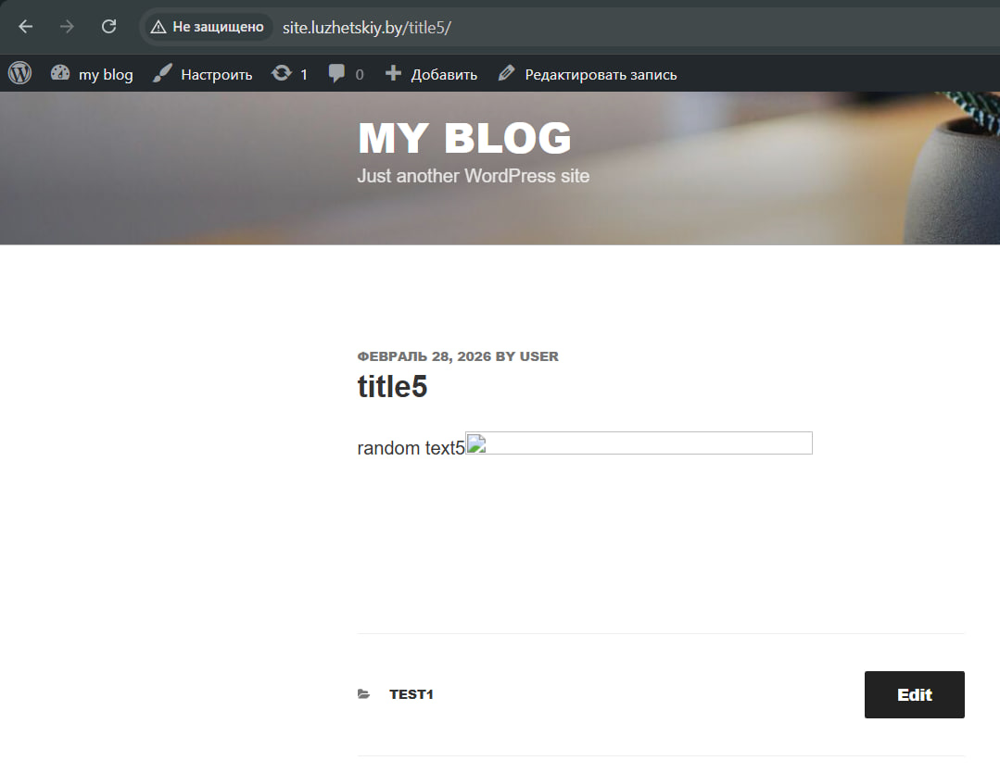 Не защищено site.luzhetskiy.by/title5/
my blog Настроить 1 0 Добавить Редактировать запись
MY BLOG
Just another WordPress site
ФЕВРАЛЬ 28, 2026 BY USER
title5
random text5
TEST1 Edit